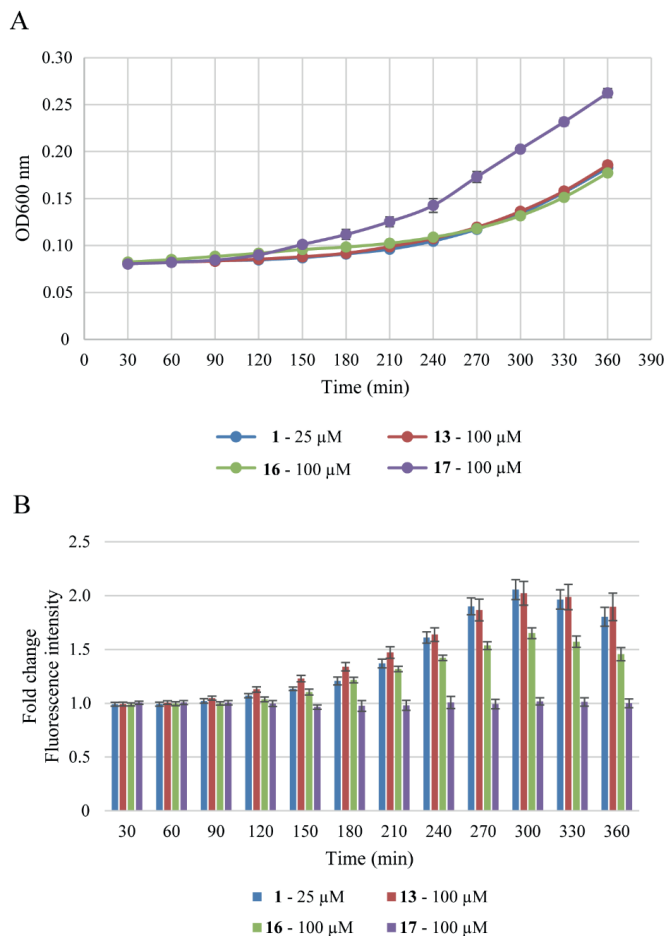 A
0.30
0.25
0.20
0.15
0.10
0.05
0
OD600 nm
0 30 60 90 120 150 180 210 240 270 300 330 360 390
Time (min)
1 - 25 µM 13 - 100 µM
16 - 100 µM 17 - 100 µM
B
2.5
2.0
1.5
1.0
0.5
0
Fold change
Fluorescence intensity
30 60 90 120 150 180 210 240 270 300 330 360
Time (min)
1 - 25 µM 13 - 100 µM
16 - 100 µM 17 - 100 µM